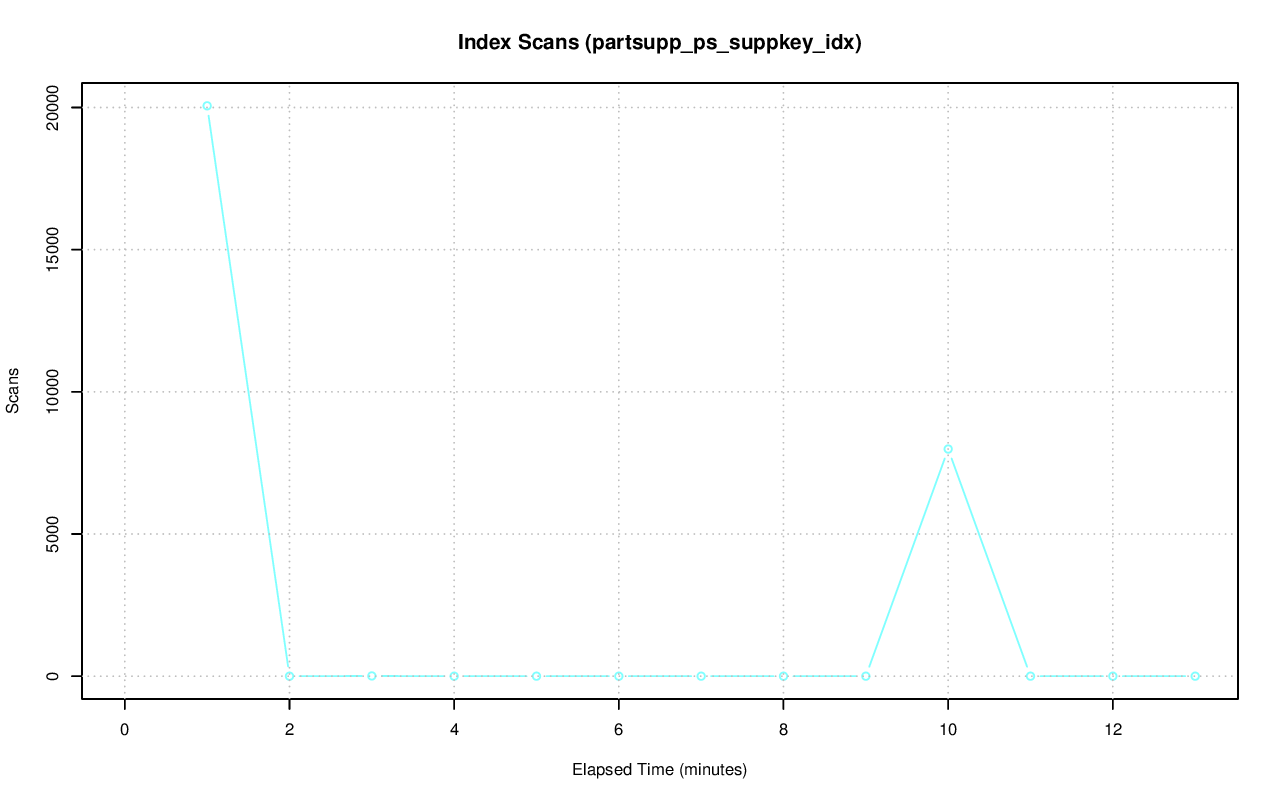 Index Scans (partsupp_ps_suppkey_idx)
20000
15000
10000
5000
0
Scans
0 2 4 6 8 10 12
Elapsed Time (minutes)